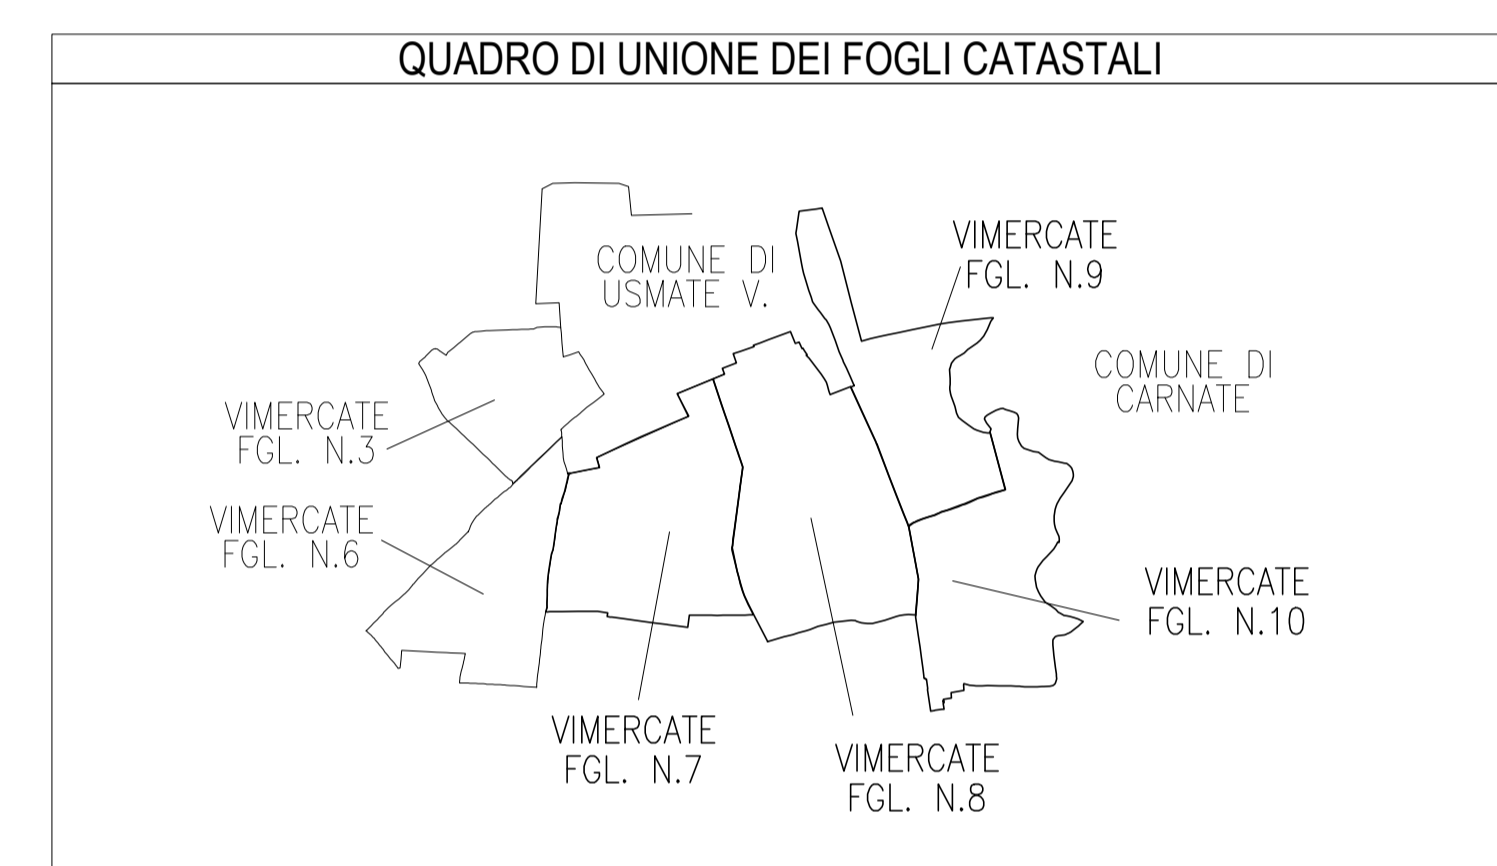 QUADRO DI UNIONE DEI FOGLI CATASTALI
VIMERCATE
FGL. N.9
COMUNE DI
USMATE V.
COMUNE DI
CARNATE
VIMERCATE
FGL. N.3
VIMERCATE
FGL. N.6
VIMERCATE
FGL. N.10
VIMERCATE
FGL. N.7
VIMERCATE
FGL. N.8